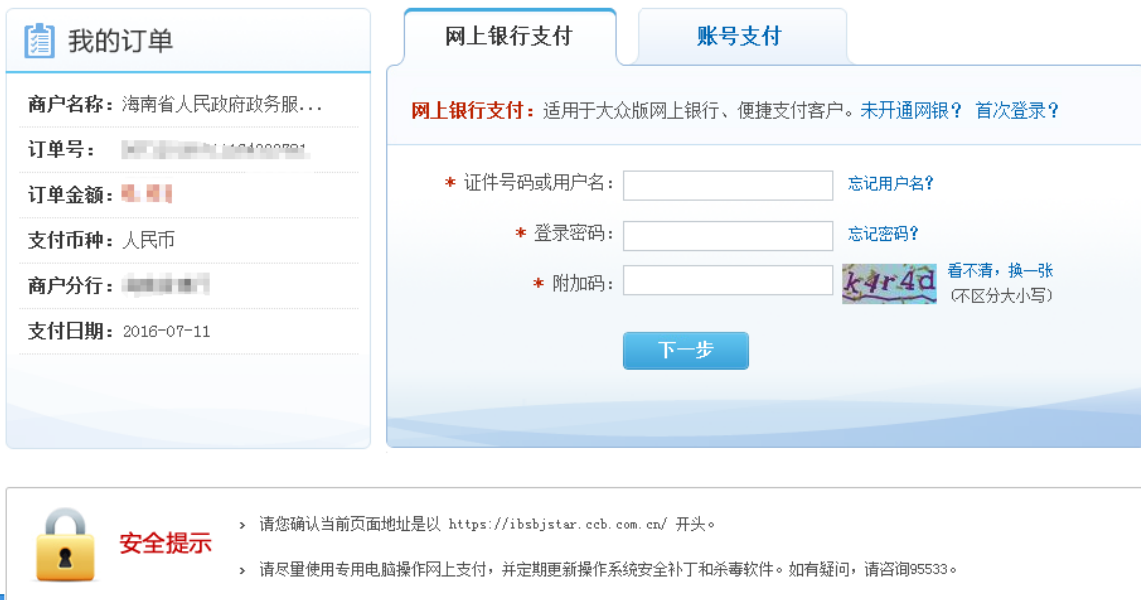 我的订单
商户名称：海南省人民政府政务服...
订单号：
订单金额：
支付币种：人民币
商户分行：
支付日期：2016-07-11
网上银行支付
账号支付
网上银行支付：适用于大众版网上银行、便捷支付客户。未开通网银？ 首次登录？
* 证件号码或用户名： 忘记用户名？
* 登录密码： 忘记密码？
* 附加码： k4r4d 看不清，换一张
（不区分大小写）
下一步
安全提示
› 请您确认当前页面地址是以 https://ibsbjstar.ccb.com.cn/ 开头。
› 请尽量使用专用电脑操作网上支付，并定期更新操作系统安全补丁和杀毒软件。如有疑问，请咨询95533。